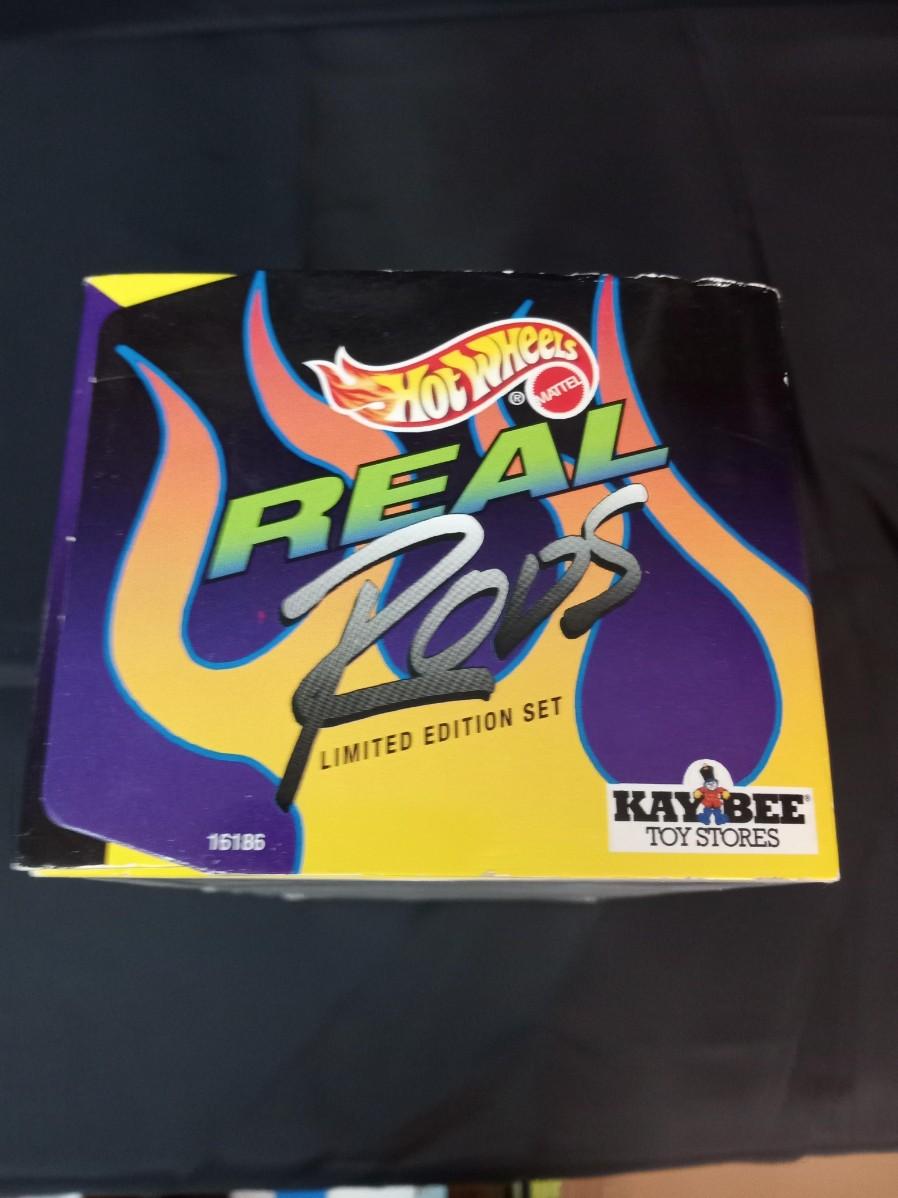 HOT WHEELS
®
MATTEL
REAL
RODS
LIMITED EDITION SET
KAY BEE®
TOY STORES
16186